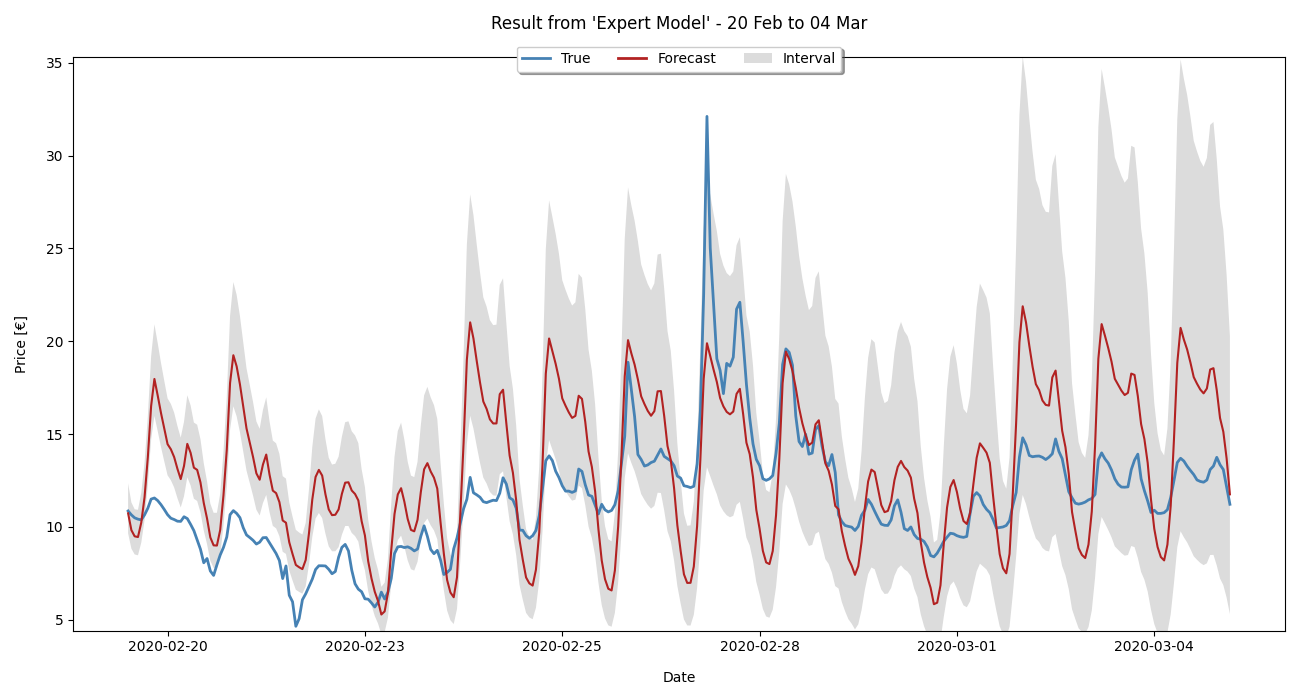 Result from 'Expert Model' - 20 Feb to 04 Mar
True Forecast Interval
35
30
25
20
15
10
5
Price [€]
2020-02-20 2020-02-23 2020-02-25 2020-02-28 2020-03-01 2020-03-04
Date